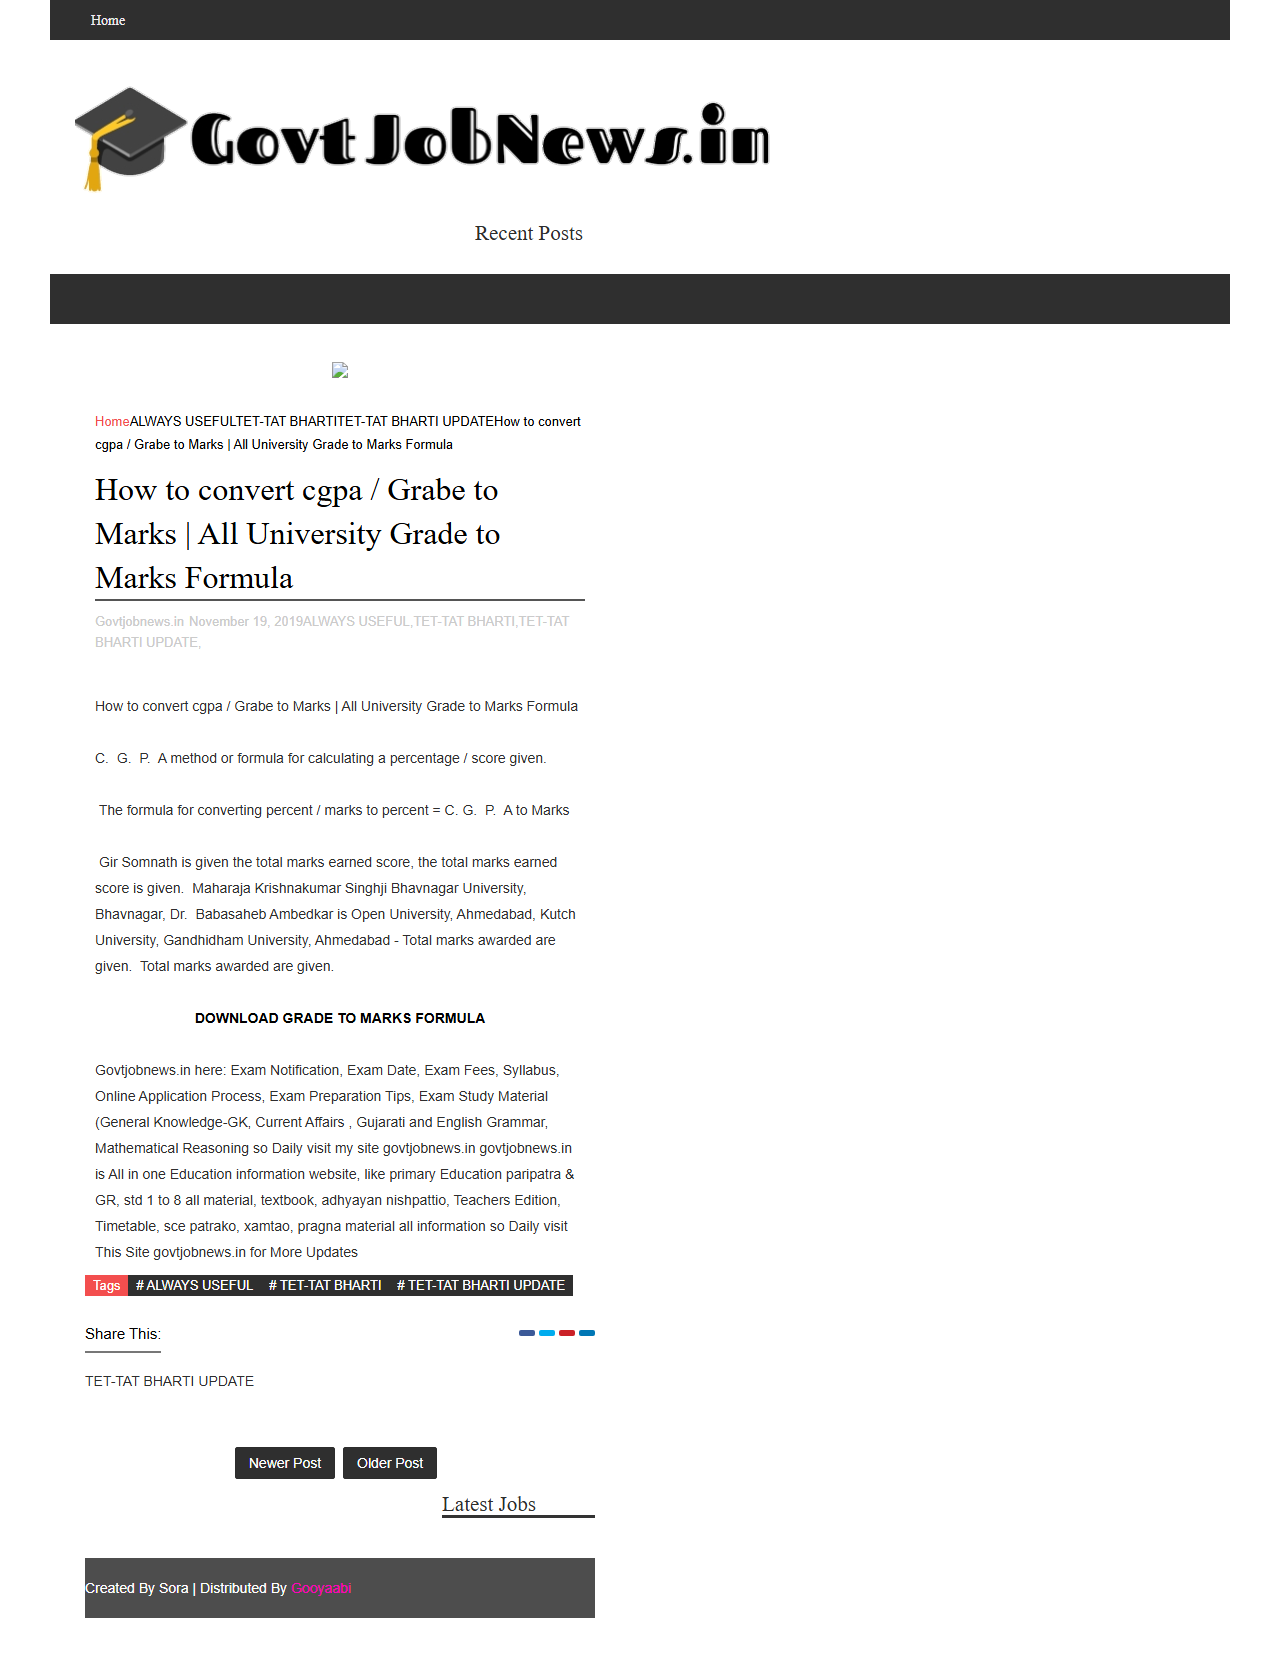 Home
Govt JobNews.in
Recent Posts
HomeALWAYS USEFULTET-TAT BHARTITET-TAT BHARTI UPDATEHow to convert
cgpa / Grabe to Marks | All University Grade to Marks Formula
How to convert cgpa / Grabe to
Marks | All University Grade to
Marks Formula
Govtjobnews.in November 19, 2019ALWAYS USEFUL,TET-TAT BHARTI,TET-TAT
BHARTI UPDATE,
How to convert cgpa / Grabe to Marks | All University Grade to Marks Formula
C.  G.  P.  A method or formula for calculating a percentage / score given.
The formula for converting percent / marks to percent = C. G.  P.  A to Marks
Gir Somnath is given the total marks earned score, the total marks earned
score is given.  Maharaja Krishnakumar Singhji Bhavnagar University,
Bhavnagar, Dr.  Babasaheb Ambedkar is Open University, Ahmedabad, Kutch
University, Gandhidham University, Ahmedabad - Total marks awarded are
given.  Total marks awarded are given.
DOWNLOAD GRADE TO MARKS FORMULA
Govtjobnews.in here: Exam Notification, Exam Date, Exam Fees, Syllabus,
Online Application Process, Exam Preparation Tips, Exam Study Material
(General Knowledge-GK, Current Affairs , Gujarati and English Grammar,
Mathematical Reasoning so Daily visit my site govtjobnews.in govtjobnews.in
is All in one Education information website, like primary Education paripatra &
GR, std 1 to 8 all material, textbook, adhyayan nishpattio, Teachers Edition,
Timetable, sce patrako, xamtao, pragna material all information so Daily visit
This Site govtjobnews.in for More Updates
Tags # ALWAYS USEFUL # TET-TAT BHARTI # TET-TAT BHARTI UPDATE
Share This:
TET-TAT BHARTI UPDATE
Newer Post Older Post
Latest Jobs
Created By Sora | Distributed By Gooyaabi